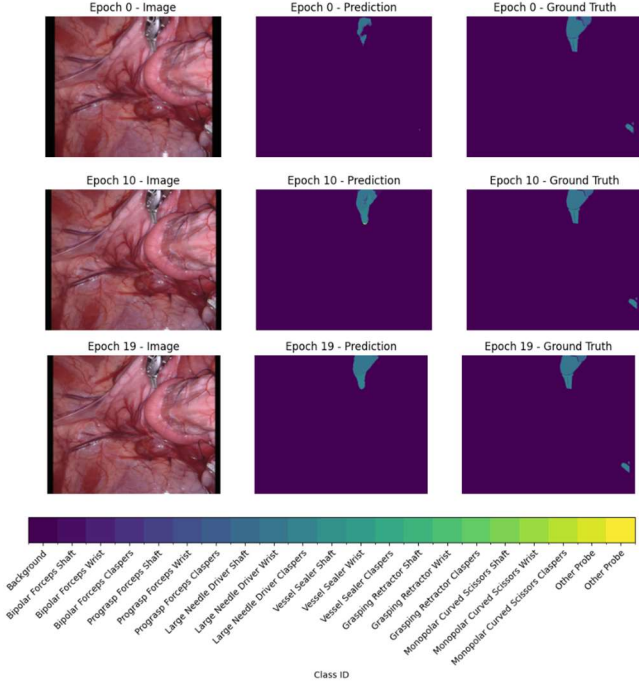 Epoch 0 - Image
Epoch 0 - Prediction
Epoch 0 - Ground Truth
Epoch 10 - Image
Epoch 10 - Prediction
Epoch 10 - Ground Truth
Epoch 19 - Image
Epoch 19 - Prediction
Epoch 19 - Ground Truth
Background
Bipolar Forceps Shaft
Bipolar Forceps Wrist
Bipolar Forceps Claspers
Prograsp Forceps Shaft
Prograsp Forceps Wrist
Prograsp Forceps Claspers
Large Needle Driver Shaft
Large Needle Driver Wrist
Large Needle Driver Claspers
Vessel Sealer Shaft
Vessel Sealer Wrist
Vessel Sealer Claspers
Grasping Retractor Shaft
Grasping Retractor Wrist
Grasping Retractor Claspers
Monopolar Curved Scissors Shaft
Monopolar Curved Scissors Wrist
Monopolar Curved Scissors Claspers
Other Probe
Other Probe
Class ID